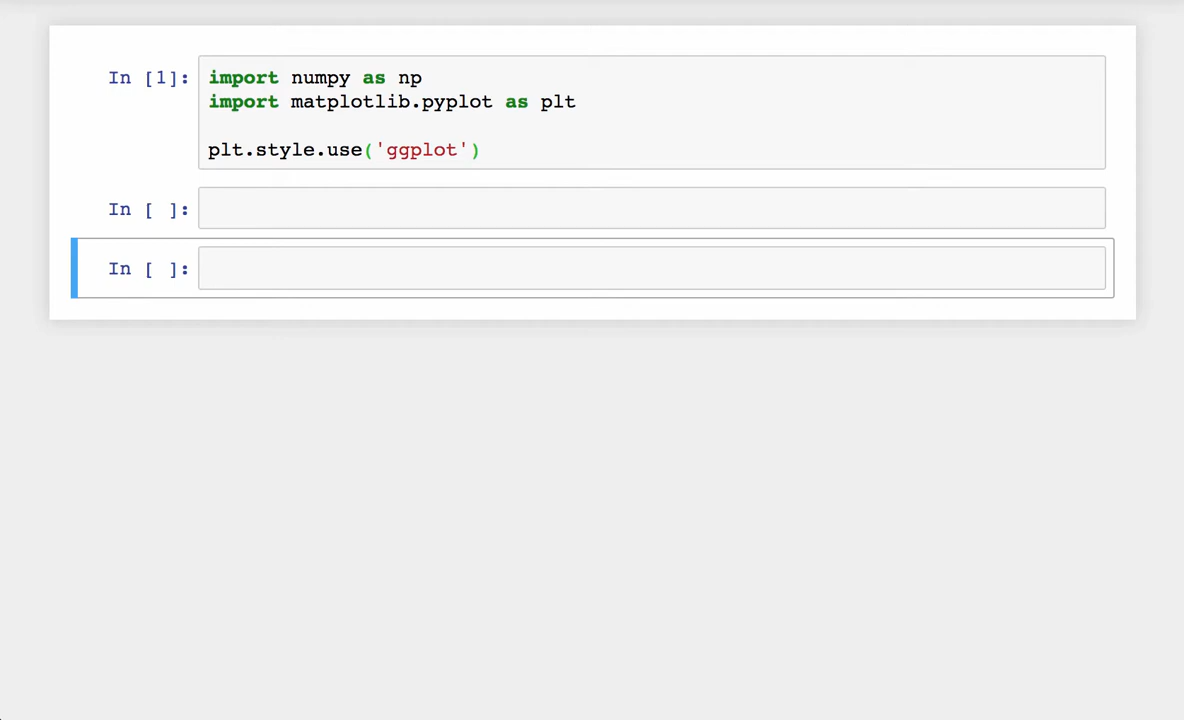 In [1]: import numpy as np
import matplotlib.pyplot as plt
plt.style.use('ggplot')
In [ ]:
In [ ]: